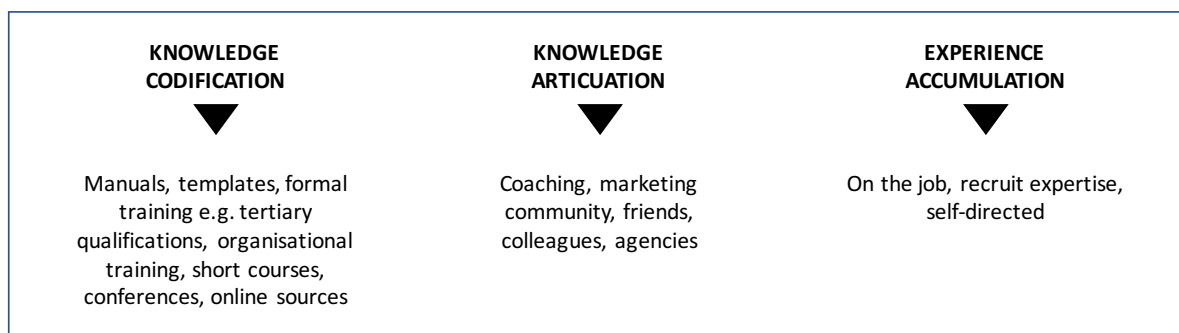 KNOWLEDGE
CODIFICATION
Manuals, templates, formal
training e.g. tertiary
qualifications, organisational
training, short courses,
conferences, online sources
KNOWLEDGE
ARTICUATION
Coaching, marketing
community, friends,
colleagues, agencies
EXPERIENCE
ACCUMULATION
On the job, recruit expertise,
self-directed